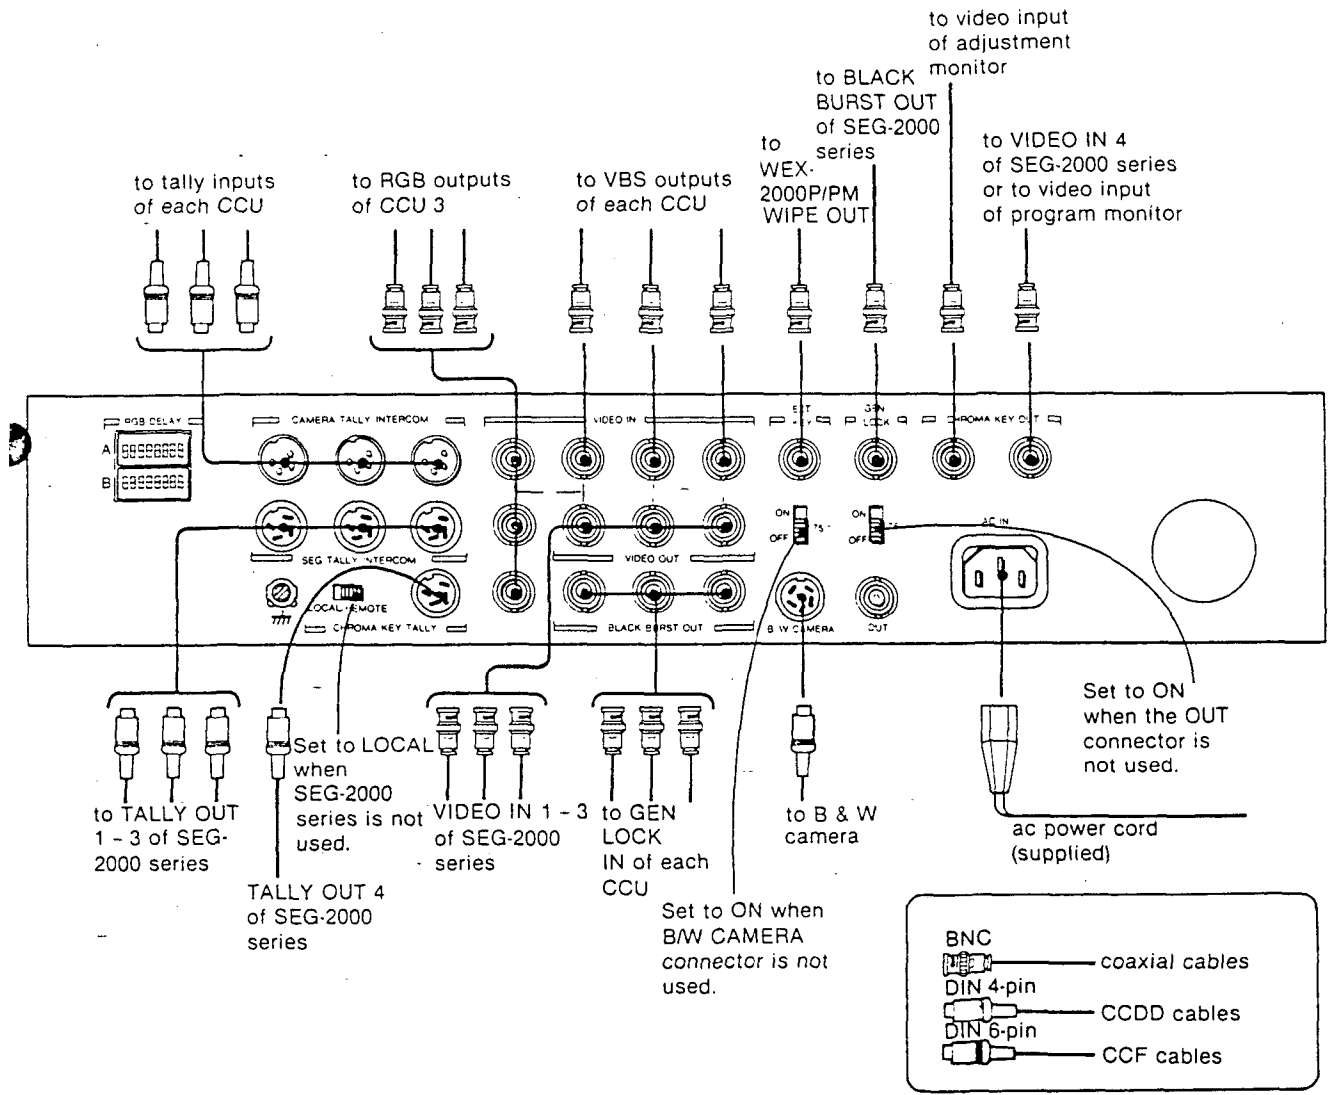 to video input
of adjustment
monitor
to BLACK
BURST OUT
of SEG-2000
series
to VIDEO IN 4
of SEG-2000 series
or to video input
of program monitor
to
WEX-
2000P/PM
WIPE OUT
to tally inputs
of each CCU
to RGB outputs
of CCU 3
to VBS outputs
of each CCU
RGB DELAY
CAMERA TALLY INTERCOM
VIDEO IN
EXT
KEY
GEN
LOCK
CHROMA KEY OUT
A
B
ON
OFF
75
ON
OFF
AC IN
SEG TALLY INTERCOM
VIDEO OUT
LOCAL REMOTE
CHROMA KEY TALLY
BLACK BURST OUT
B/W CAMERA
OUT
Set to ON
when the OUT
connector is
not used.
Set to LOCAL
when
SEG-2000
series is not
used.
to TALLY OUT
1 – 3 of SEG-
2000 series
VIDEO IN 1 – 3
of SEG-2000
series
to GEN
LOCK
IN of each
CCU
to B & W
camera
ac power cord
(supplied)
TALLY OUT 4
of SEG-2000
series
Set to ON when
B/W CAMERA
connector is not
used.
BNC
coaxial cables
DIN 4-pin
CCDD cables
DIN 6-pin
CCF cables